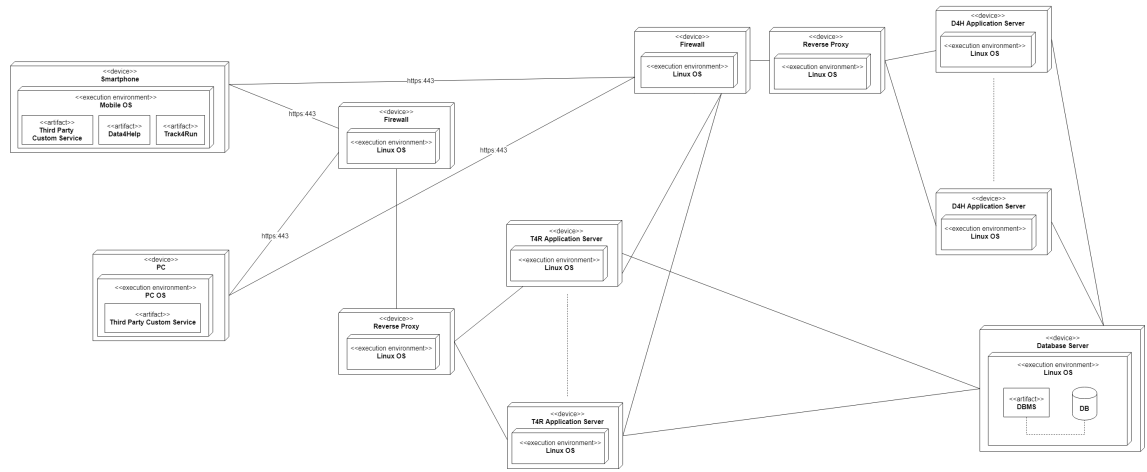 <<device>>
Smartphone
<<execution environment>>
Mobile OS
<<artifact>>
Third Party
Custom Service
<<artifact>>
Data4Help
<<artifact>>
Track4Run
https:443
https:443
https:443
https:443
<<device>>
PC
<<execution environment>>
PC OS
<<artifact>>
Third Party Custom Service
<<device>>
Firewall
<<execution environment>>
Linux OS
<<device>>
Reverse Proxy
<<execution environment>>
Linux OS
<<device>>
T4R Application Server
<<execution environment>>
Linux OS
<<device>>
T4R Application Server
<<execution environment>>
Linux OS
<<device>>
Firewall
<<execution environment>>
Linux OS
<<device>>
Reverse Proxy
<<execution environment>>
Linux OS
<<device>>
D4H Application Server
<<execution environment>>
Linux OS
<<device>>
D4H Application Server
<<execution environment>>
Linux OS
<<device>>
Database Server
<<execution environment>>
Linux OS
<<artifact>>
DBMS
DB